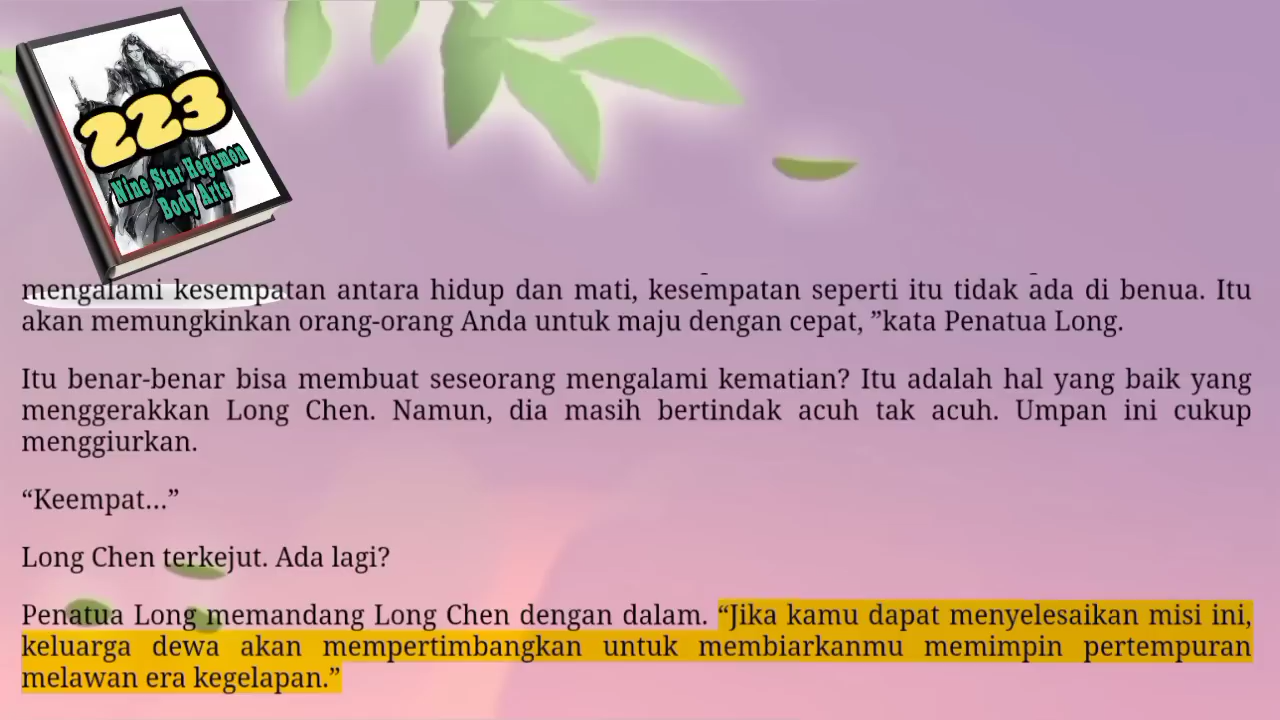 223
Nine Star Hegemon
Body Arts
mengalami kesempatan antara hidup dan mati, kesempatan seperti itu tidak ada di benua. Itu
akan memungkinkan orang-orang Anda untuk maju dengan cepat, ”kata Penatua Long.
Itu benar-benar bisa membuat seseorang mengalami kematian? Itu adalah hal yang baik yang
menggerakkan Long Chen. Namun, dia masih bertindak acuh tak acuh. Umpan ini cukup
menggiurkan.
“Keempat...”
Long Chen terkejut. Ada lagi?
Penatua Long memandang Long Chen dengan dalam. “Jika kamu dapat menyelesaikan misi ini,
keluarga dewa akan mempertimbangkan untuk membiarkanmu memimpin pertempuran
melawan era kegelapan.”